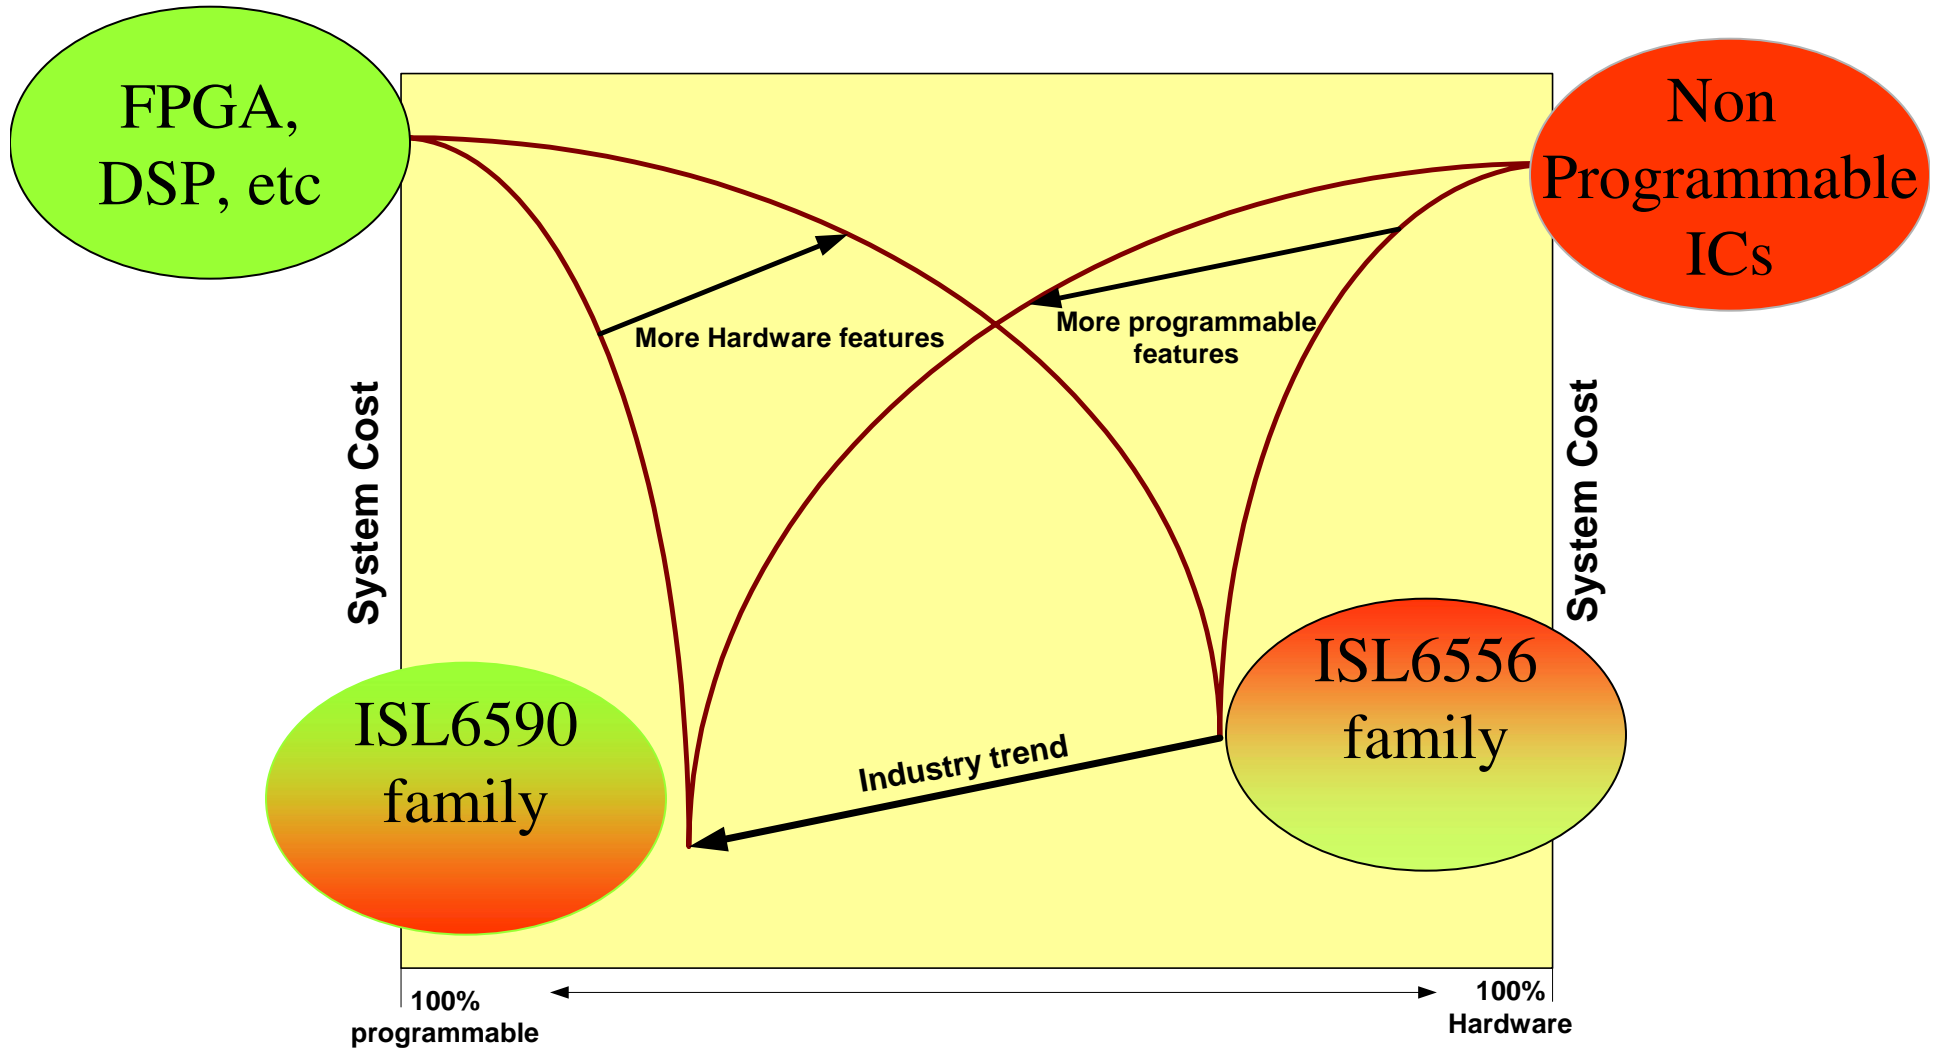 FPGA,
DSP, etc
Non
Programmable
ICs
More Hardware features
More programmable
features
System Cost
System Cost
ISL6590
family
ISL6556
family
Industry trend
100%
programmable
100%
Hardware